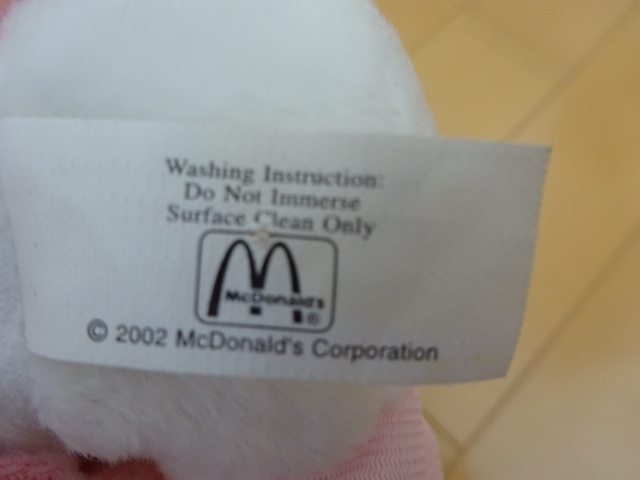 Washing Instruction:
Do Not Immerse
Surface Clean Only
McDonald's
®
© 2002 McDonald's Corporation